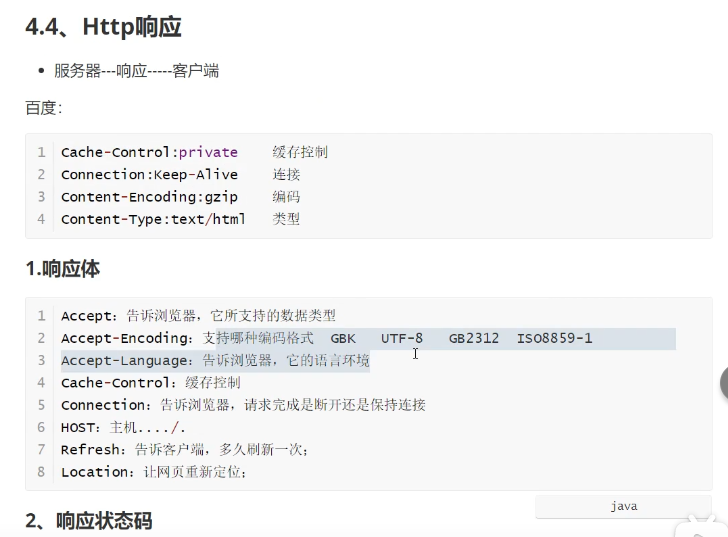 4.4、Http响应
• 服务器---响应-----客户端
百度：
1 Cache-Control:private 缓存控制
2 Connection:Keep-Alive 连接
3 Content-Encoding:gzip 编码
4 Content-Type:text/html 类型
1.响应体
1 Accept：告诉浏览器，它所支持的数据类型
2 Accept-Encoding：支持哪种编码格式 GBK UTF-8 GB2312 ISO8859-1
3 Accept-Language：告诉浏览器，它的语言环境
4 Cache-Control：缓存控制
5 Connection：告诉浏览器，请求完成是断开还是保持连接
6 HOST：主机..../.
7 Refresh：告诉客户端，多久刷新一次；
8 Location：让网页重新定位；
java
2、响应状态码